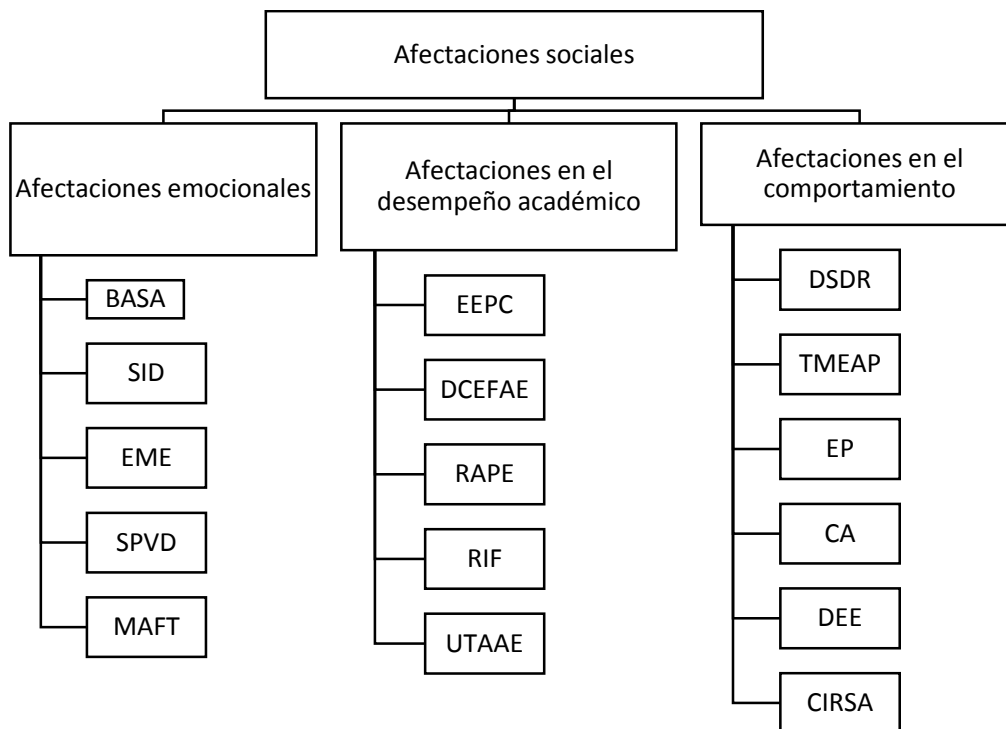 Afectaciones sociales
Afectaciones emocionales
BASA
SID
EME
SPVD
MAFT
Afectaciones en el
desempeño académico
EEPC
DCEFAE
RAPE
RIF
UTAAE
Afectaciones en el
comportamiento
DSDR
TMEAP
EP
CA
DEE
CIRSA